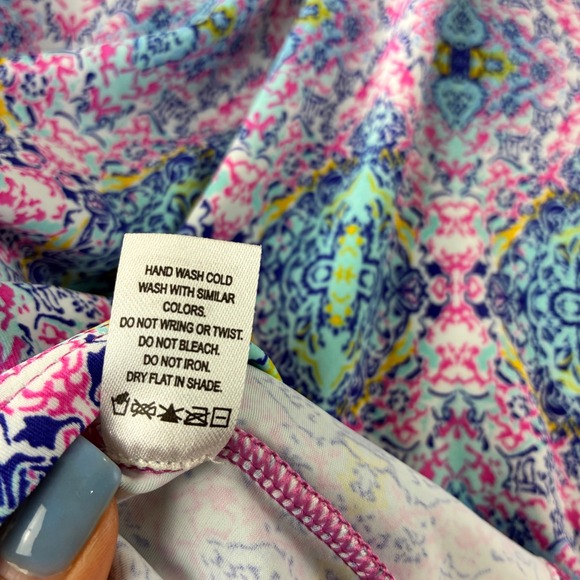 HAND WASH COLD
WASH WITH SIMILAR
COLORS.
DO NOT WRING OR TWIST.
DO NOT BLEACH.
DO NOT IRON.
DRY FLAT IN SHADE.